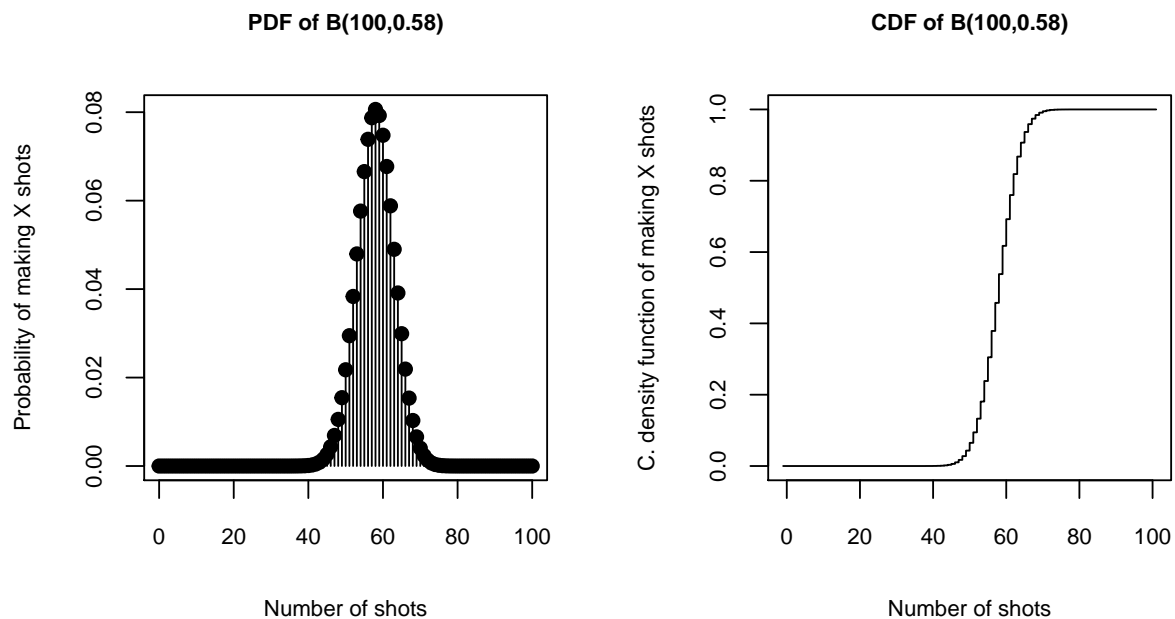 PDF of B(100,0.58)
Probability of making X shots
0.00 0.02 0.04 0.06 0.08
0 20 40 60 80 100
Number of shots
CDF of B(100,0.58)
C. density function of making X shots
0.0 0.2 0.4 0.6 0.8 1.0
0 20 40 60 80 100
Number of shots